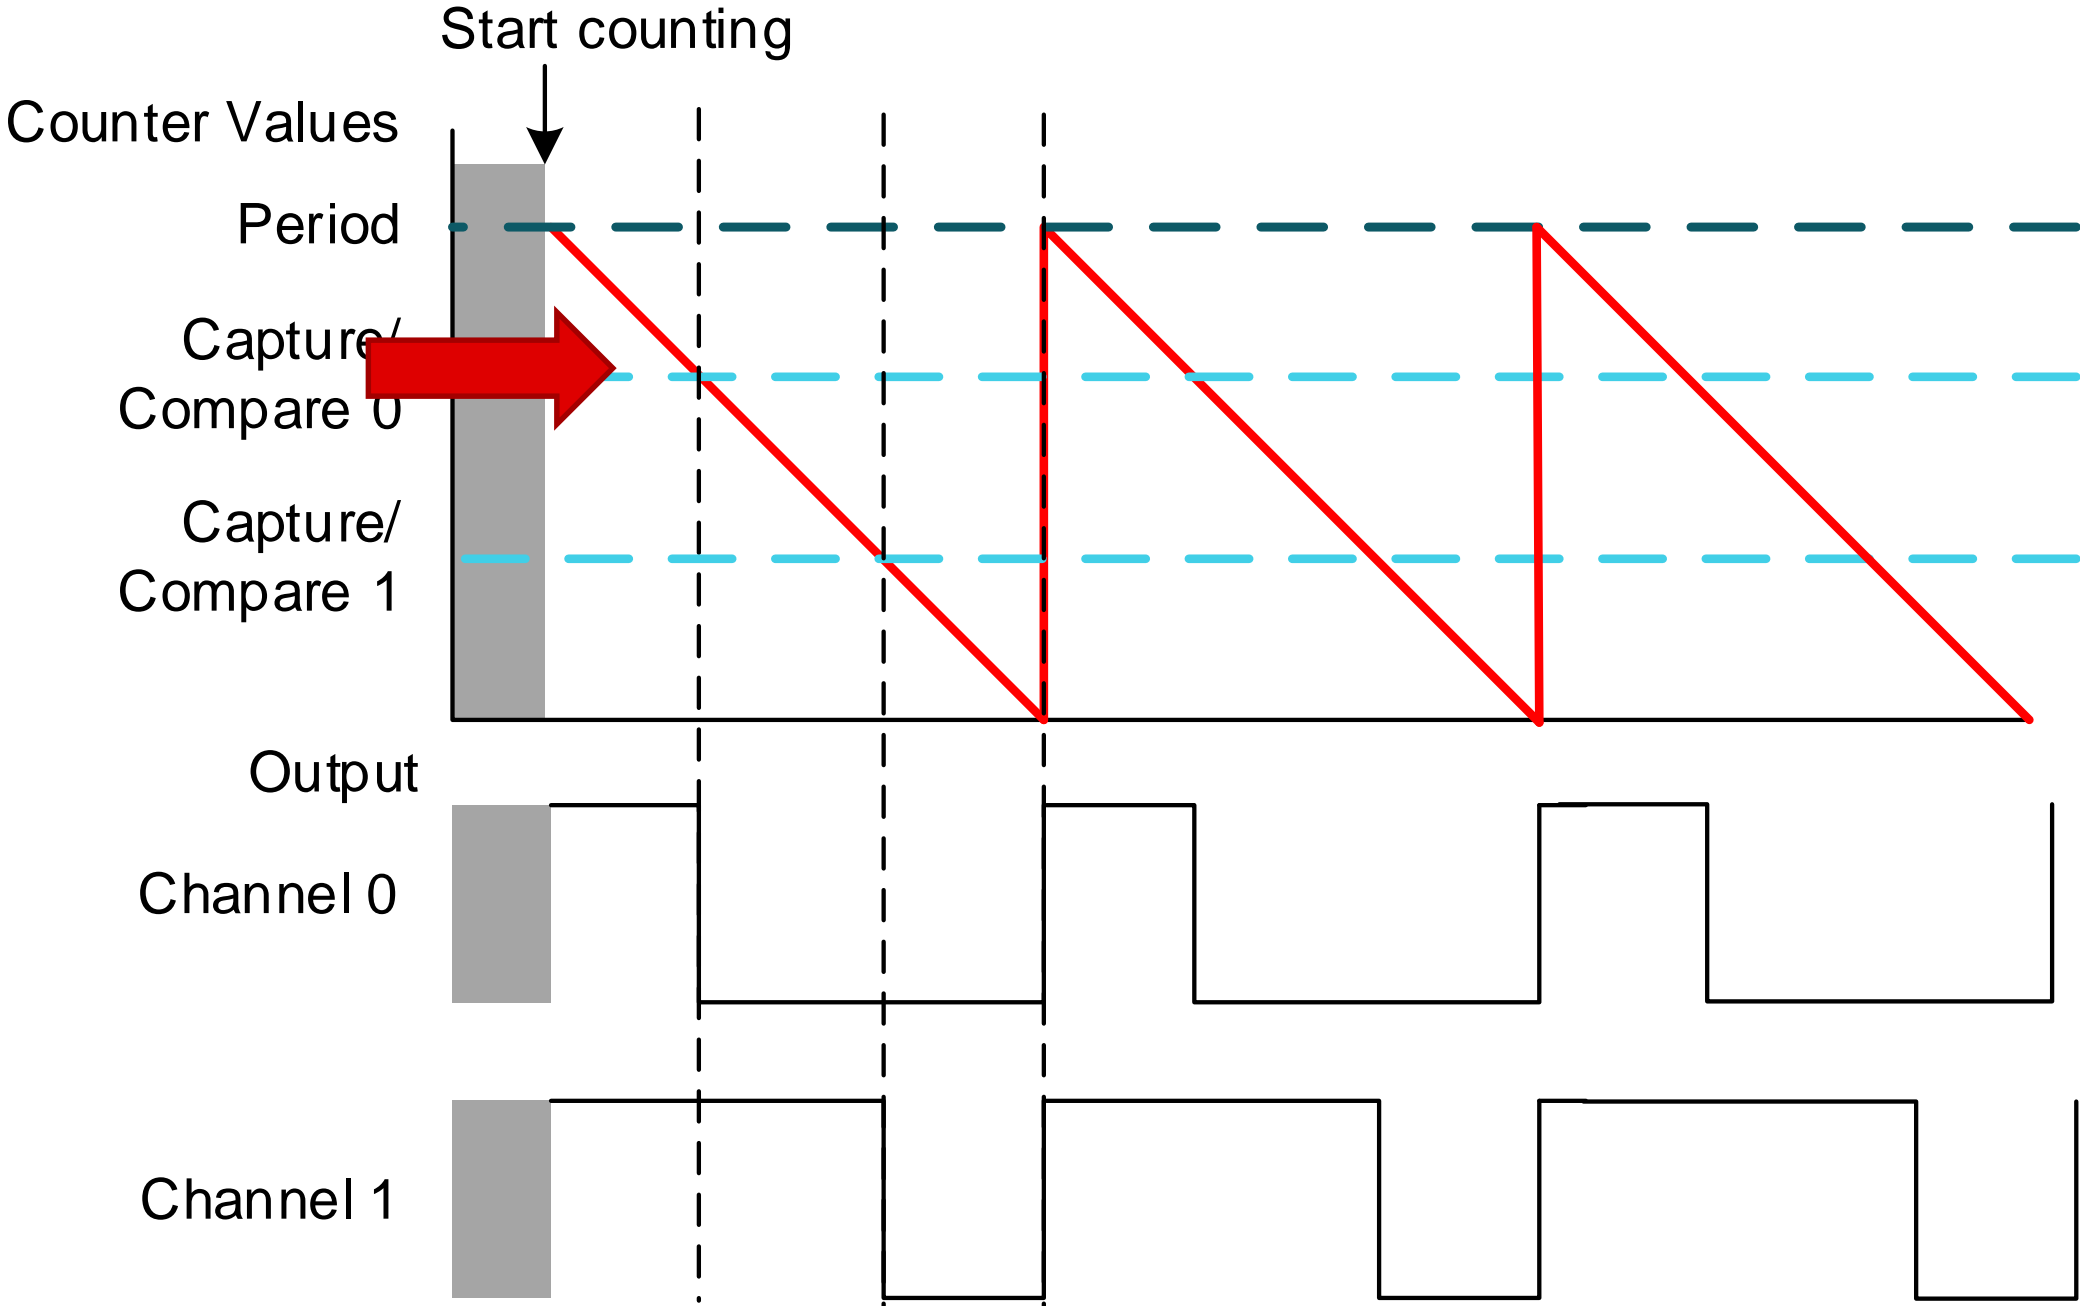 Start counting
Counter Values
Period
Capture/
Compare 0
Capture/
Compare 1
Output
Channel 0
Channel 1